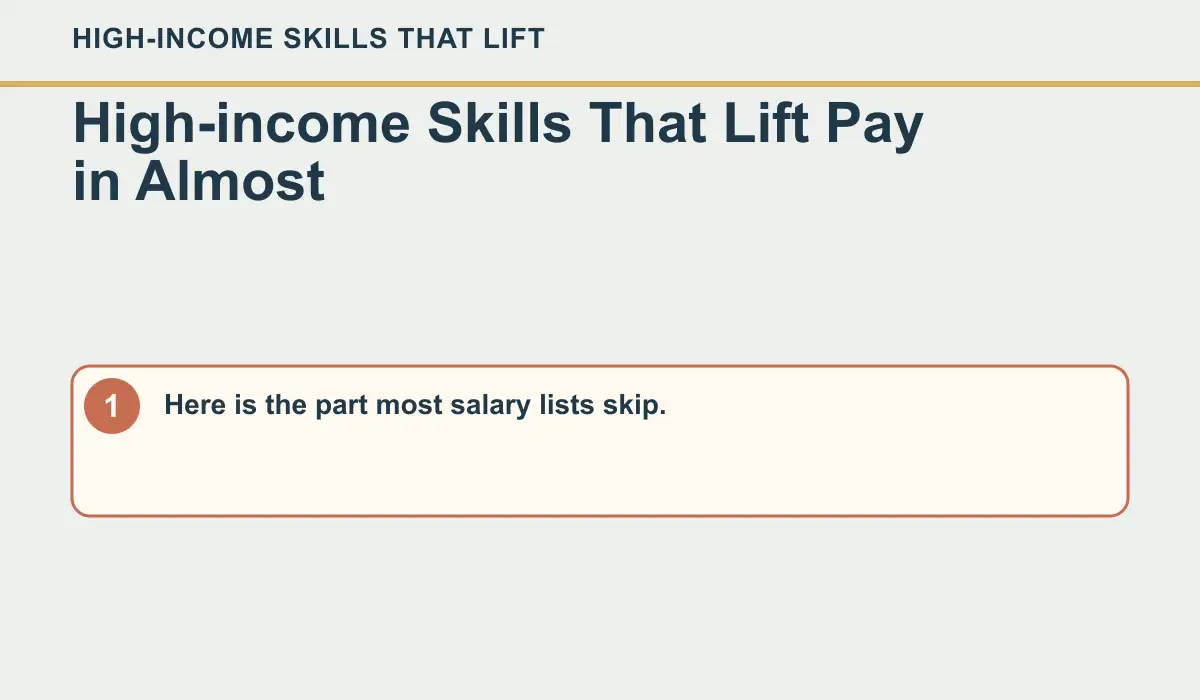 HIGH-INCOME SKILLS THAT LIFT
High-income Skills That Lift Pay
in Almost
1
Here is the part most salary lists skip.